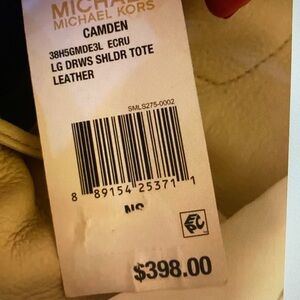 MICHAEL
MICHAEL KORS
CAMDEN
38H5GMDE3L ECRU
LG DRWS SHLDR TOTE
LEATHER
SMLS275-0002
8 89154 25371 1
NS
$398.00